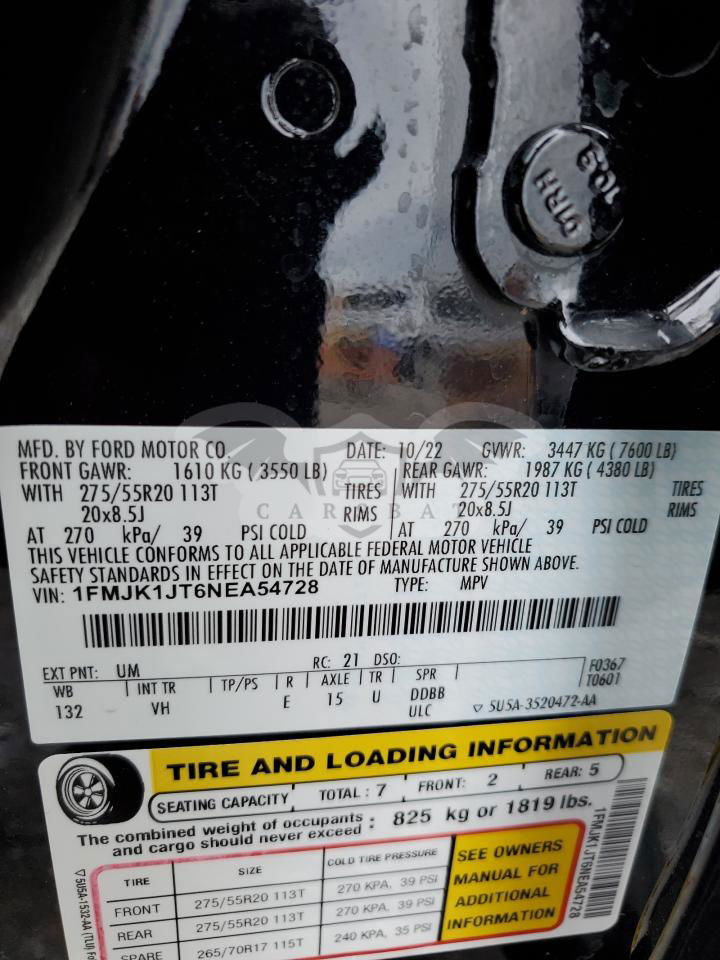 91RH
10.9
MFD. BY FORD MOTOR CO. DATE: 10/22 GVWR: 3447 KG ( 7600 LB)
FRONT GAWR: 1610 KG ( 3550 LB) REAR GAWR: 1987 KG ( 4380 LB)
WITH 275/55R20 113T TIRES WITH 275/55R20 113T TIRES
20x8.5J RIMS 20x8.5J RIMS
AT 270 kPa/ 39 PSI COLD AT 270 kPa/ 39 PSI COLD
THIS VEHICLE CONFORMS TO ALL APPLICABLE FEDERAL MOTOR VEHICLE
SAFETY STANDARDS IN EFFECT ON THE DATE OF MANUFACTURE SHOWN ABOVE.
VIN: 1FMJK1JT6NEA54728 TYPE: MPV
EXT PNT: UM RC: 21 DSO: F0367
WB INT TR TP/PS R AXLE TR SPR T0601
132 VH E 15 U DDBB
ULC ▽ 5U5A-3520472-AA
TIRE AND LOADING INFORMATION
SEATING CAPACITY TOTAL : 7 FRONT: 2 REAR: 5
The combined weight of occupants and cargo should never exceed : 825 kg or 1819 lbs.
TIRE SIZE COLD TIRE PRESSURE
FRONT 275/55R20 113T 270 KPA, 39 PSI
REAR 275/55R20 113T 270 KPA, 39 PSI
SPARE 265/70R17 115T 240 KPA, 35 PSI
SEE OWNERS
MANUAL FOR
ADDITIONAL
INFORMATION
1FMJK1JT6NEA54728
▽ 5U5A-1532-AA (TLU)